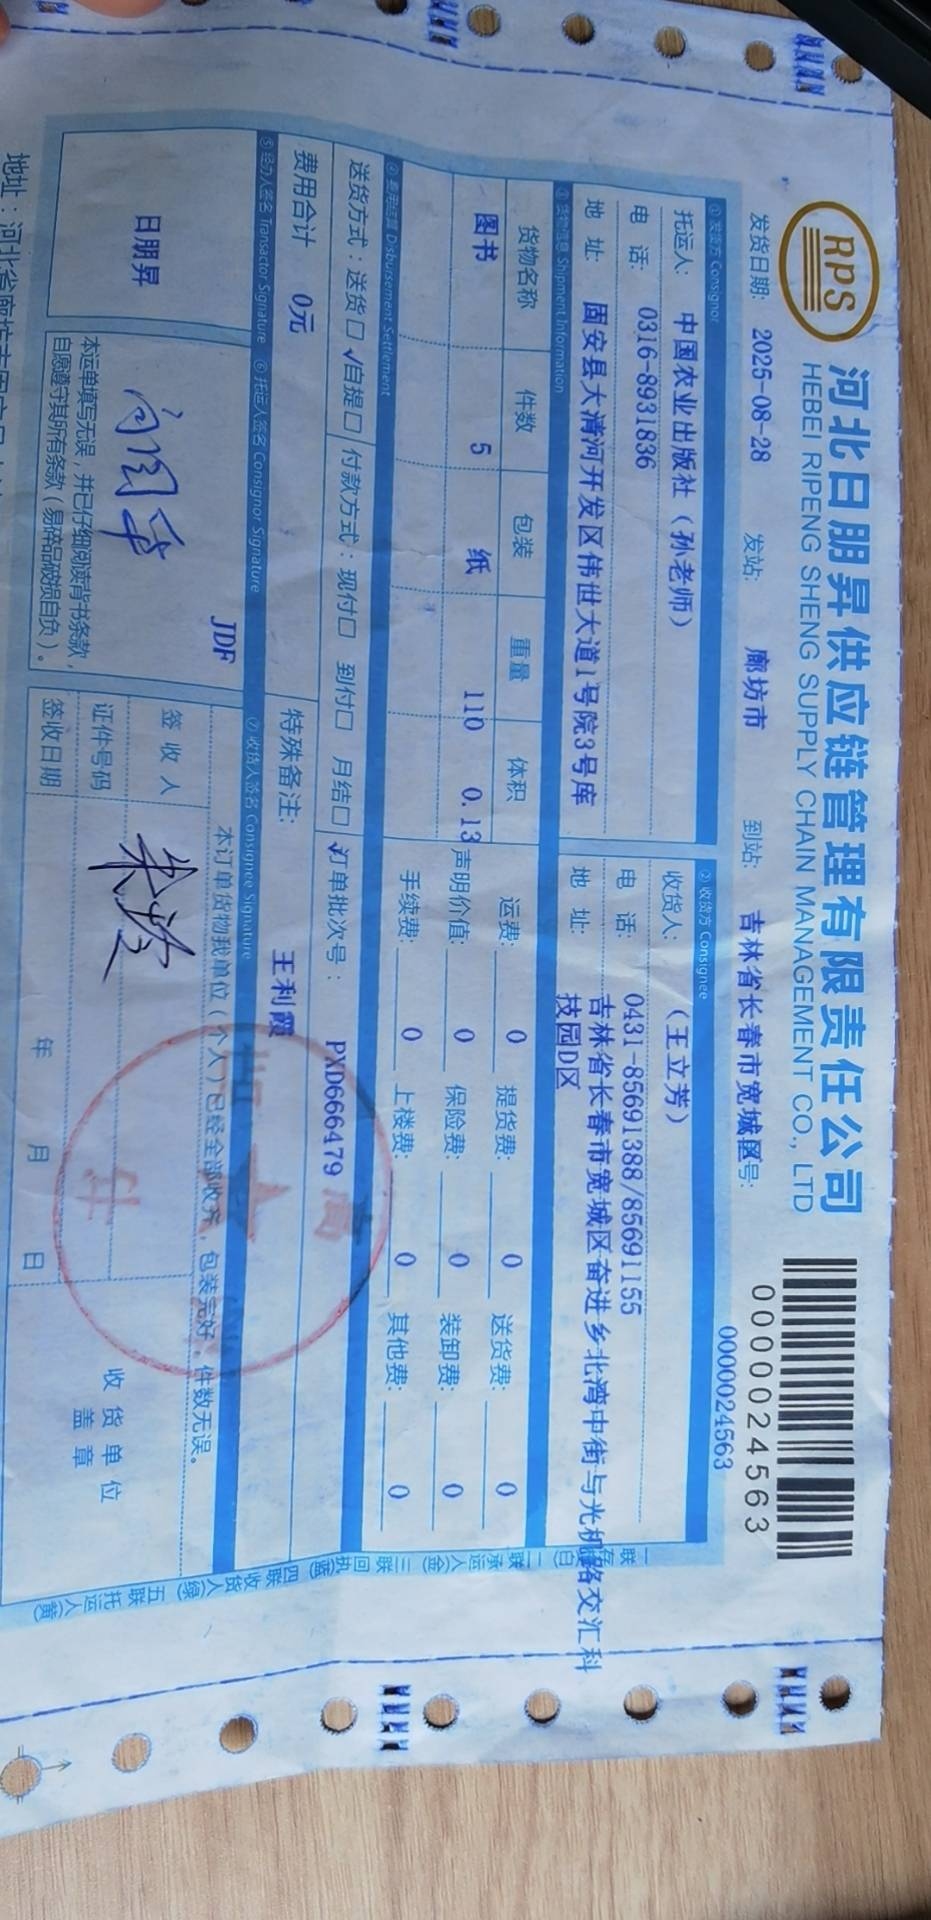 RPS
河北日朋昇供应链管理有限责任公司
HEBEI RIPENG SHENG SUPPLY CHAIN MANAGEMENT CO., LTD
0000024563
发货日期: 2025-08-28 发站: 廊坊市 到站: 吉林省长春市宽城区号:
0000024563
① 发货方 Consignor
② 收货方 Consignee
托运人: 中国农业出版社 (孙老师)
收货人: (王立芳)
电 话: 0316-8931836
电 话: 0431-85691388/85691155
地 址: 固安县大清河开发区伟世大道1号院3号库
地 址: 吉林省长春市宽城区奋进乡北湾中街与光机路交汇科
技园D区
③ 货物信息 Shipment Information
货物名称 件数 包装 重量 体积
图书 5 纸 110 0.13
运费: 0 提货费: 0 送货费: 0
声明价值: 0 保险费: 0 装卸费: 0
手续费: 0 上楼费: 0 其他费: 0
Disbursement Settlement
送货方式: 送货□ √自提□ 付款方式: 现付□ 到付□ 月结□ √
订单批次号: PXD666479
费用合计 0元
特殊备注: 王利霞
⑤ 经办人签名 Transactor Signature ⑥ 托运人签名 Consignor Signature
⑦ 收货人签名 Consignee Signature
日朋昇
JDF
本运单填写无误, 并已仔细阅读背书条款,
自愿遵守其所有条款(易碎品破损自负)。
本订单货物我单位(个人)已经全部收齐, 包装完好, 件数无误。
签 收 人
证件号码
签收日期 年 月 日
收 货 单 位
盖 章
一联 存根(白) 二联 承运人(金) 三联 回执(蓝) 四联 收货人(绿) 五联 托运人(黄)